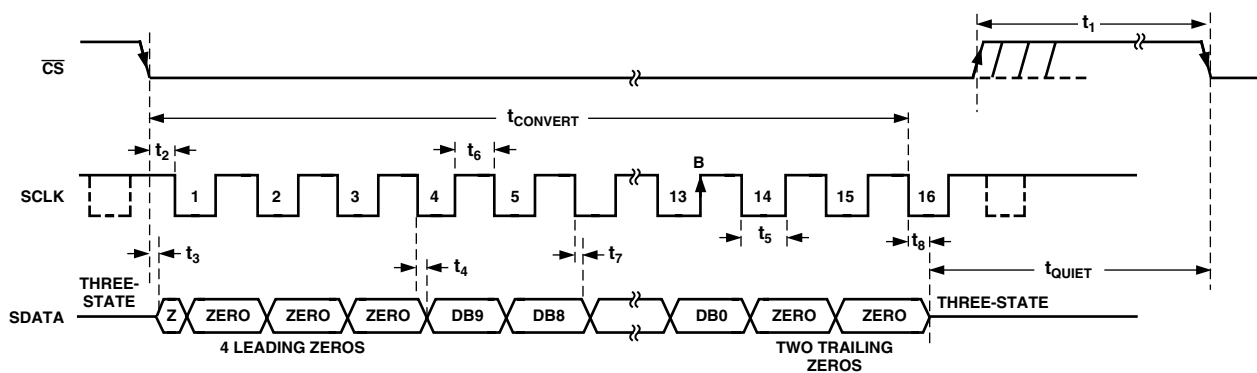 t1
CS
tCONVERT
t2
t6
B
SCLK
1 2 3 4 5 13 14 15 16
t3
t4
t7
t5
t8
tQUIET
THREE-
STATE
THREE-STATE
SDATA
Z ZERO ZERO ZERO DB9 DB8 DB0 ZERO ZERO
4 LEADING ZEROS
TWO TRAILING
ZEROS